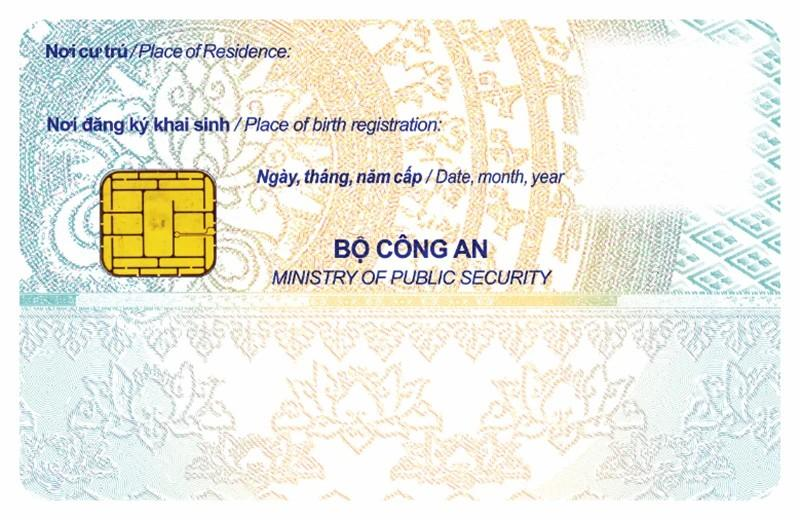 Nơi cư trú / Place of Residence:
Nơi đăng ký khai sinh / Place of birth registration:
Ngày, tháng, năm cấp / Date, month, year
BỘ CÔNG AN
MINISTRY OF PUBLIC SECURITY